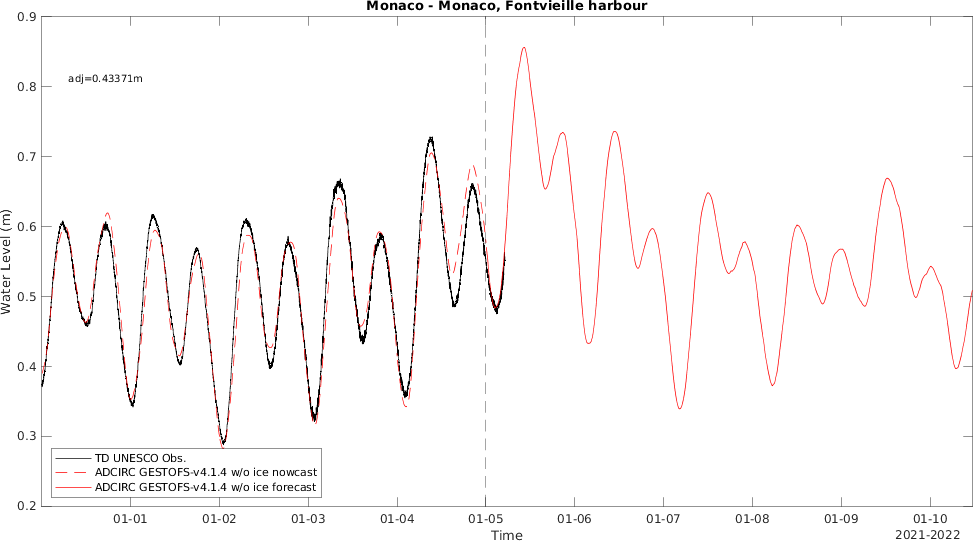 Monaco - Monaco, Fontvieille harbour
0.9
adj=0.43371m
0.8
0.7
0.6
Water Level (m)
0.5
0.4
0.3
TD UNESCO Obs.
ADCIRC GESTOFS-v4.1.4 w/o ice nowcast
ADCIRC GESTOFS-v4.1.4 w/o ice forecast
0.2
01-01 01-02 01-03 01-04 01-05 01-06 01-07 01-08 01-09 01-10
Time
2021-2022